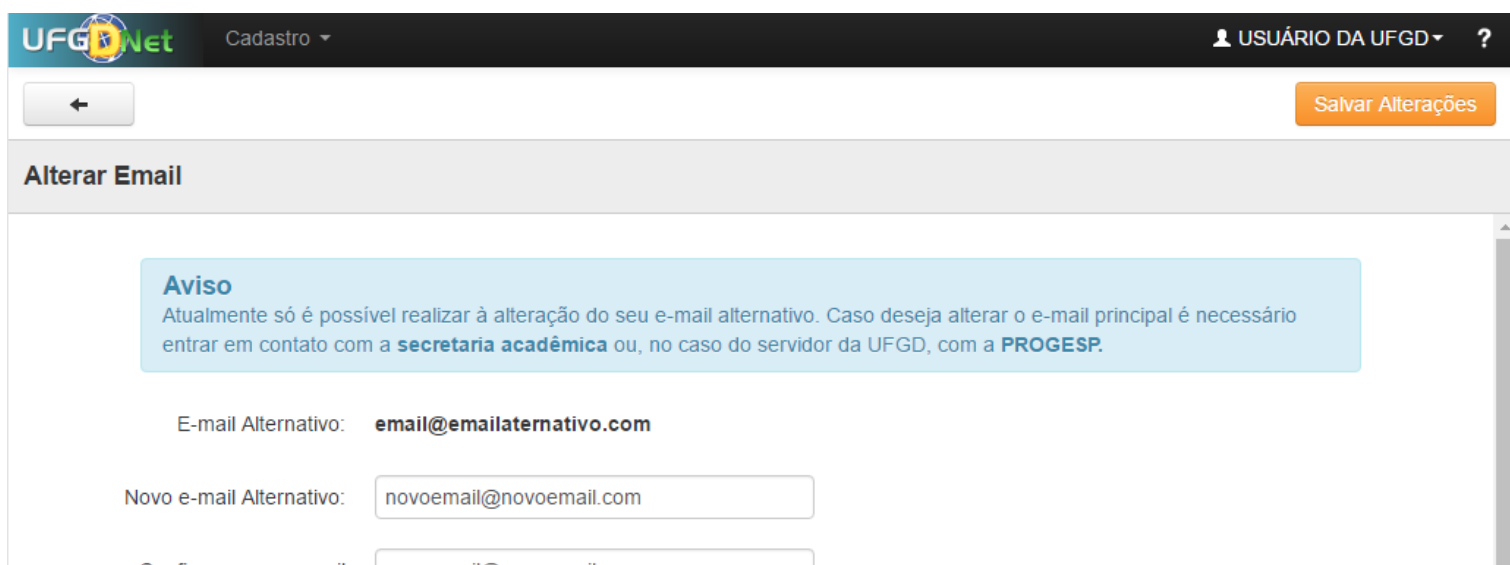 UFGDNet Cadastro USUÁRIO DA UFGD ?
Salvar Alterações
Alterar Email
Aviso
Atualmente só é possível realizar à alteração do seu e-mail alternativo. Caso deseja alterar o e-mail principal é necessário
entrar em contato com a secretaria acadêmica ou, no caso do servidor da UFGD, com a PROGESP.
E-mail Alternativo: email@emailaternativo.com
Novo e-mail Alternativo: novoemail@novoemail.com